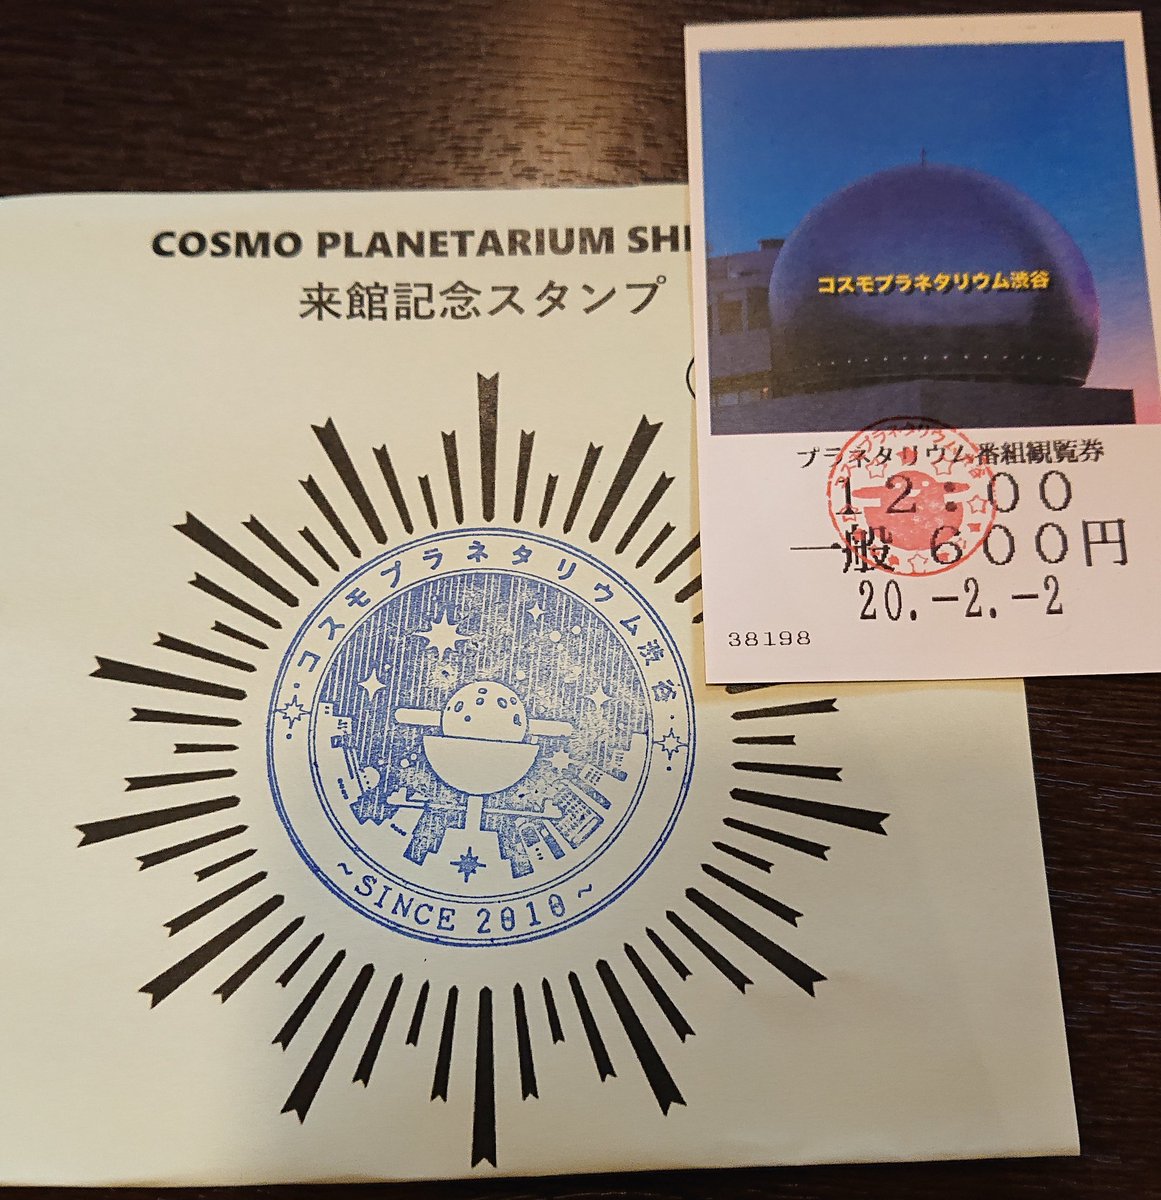 COSMO PLANETARIUM SHI
来館記念スタンプ
コスモプラネタリウム渋谷
~SINCE 2010~
コスモプラネタリウム渋谷
プラネタリウム番組観覧券
12:00
一般 600円
20.-2.-2
38198